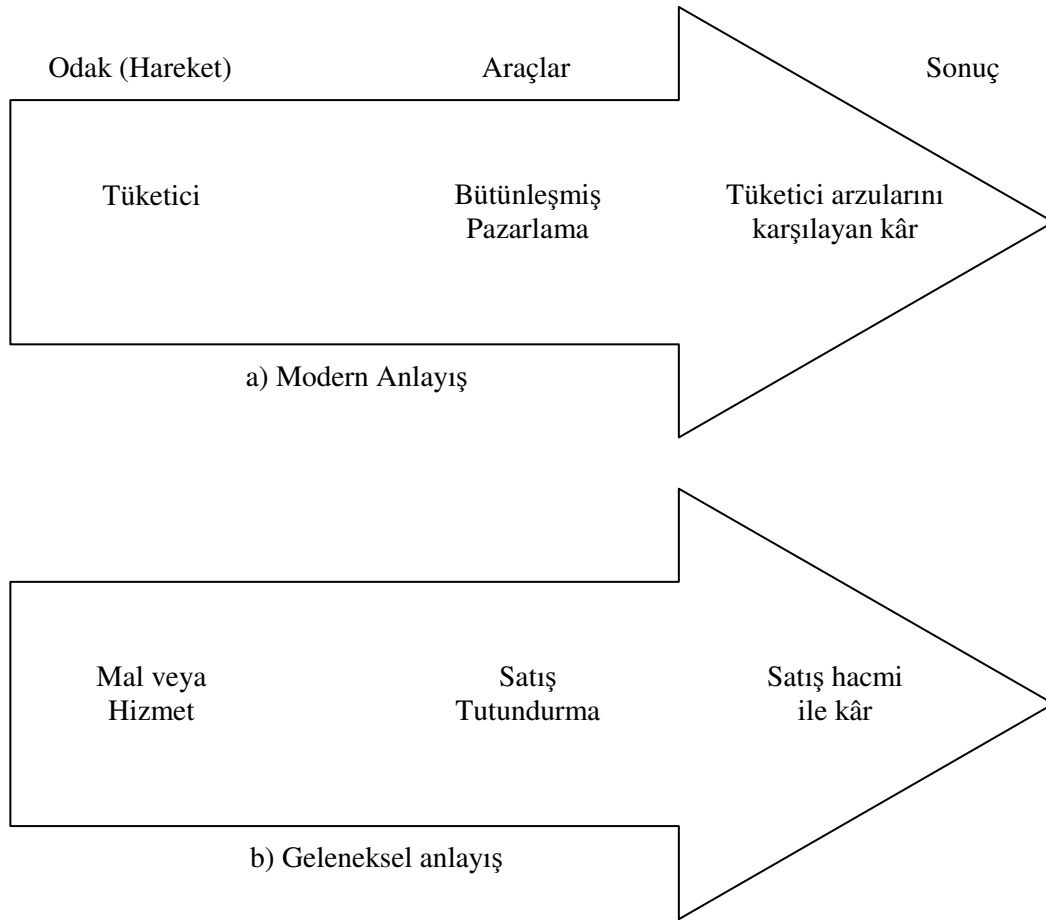 Odak (Hareket) Araçlar Sonuç
Tüketici Bütünleşmiş Tüketici arzularını
Pazarlama karşılayan kâr
a) Modern Anlayış
Mal veya Satış Satış hacmi
Hizmet Tutundurma ile kâr
b) Geleneksel anlayış